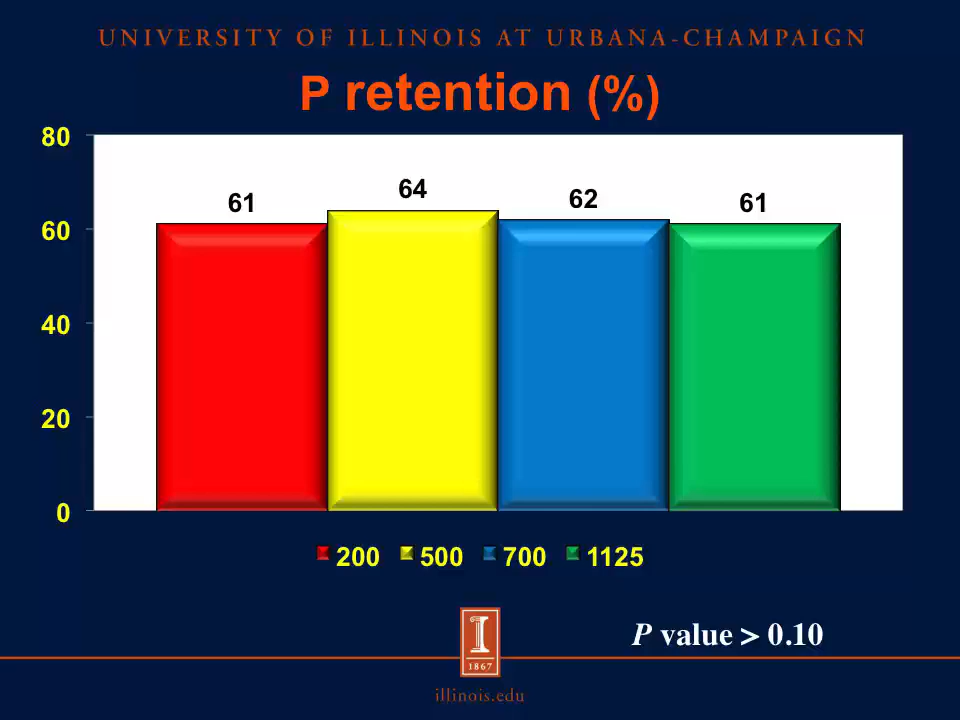 UNIVERSITY OF ILLINOIS AT URBANA-CHAMPAIGN
P retention (%)
80
60
40
20
0
61
64
62
61
200 500 700 1125
P value > 0.10
I
1867
illinois.edu